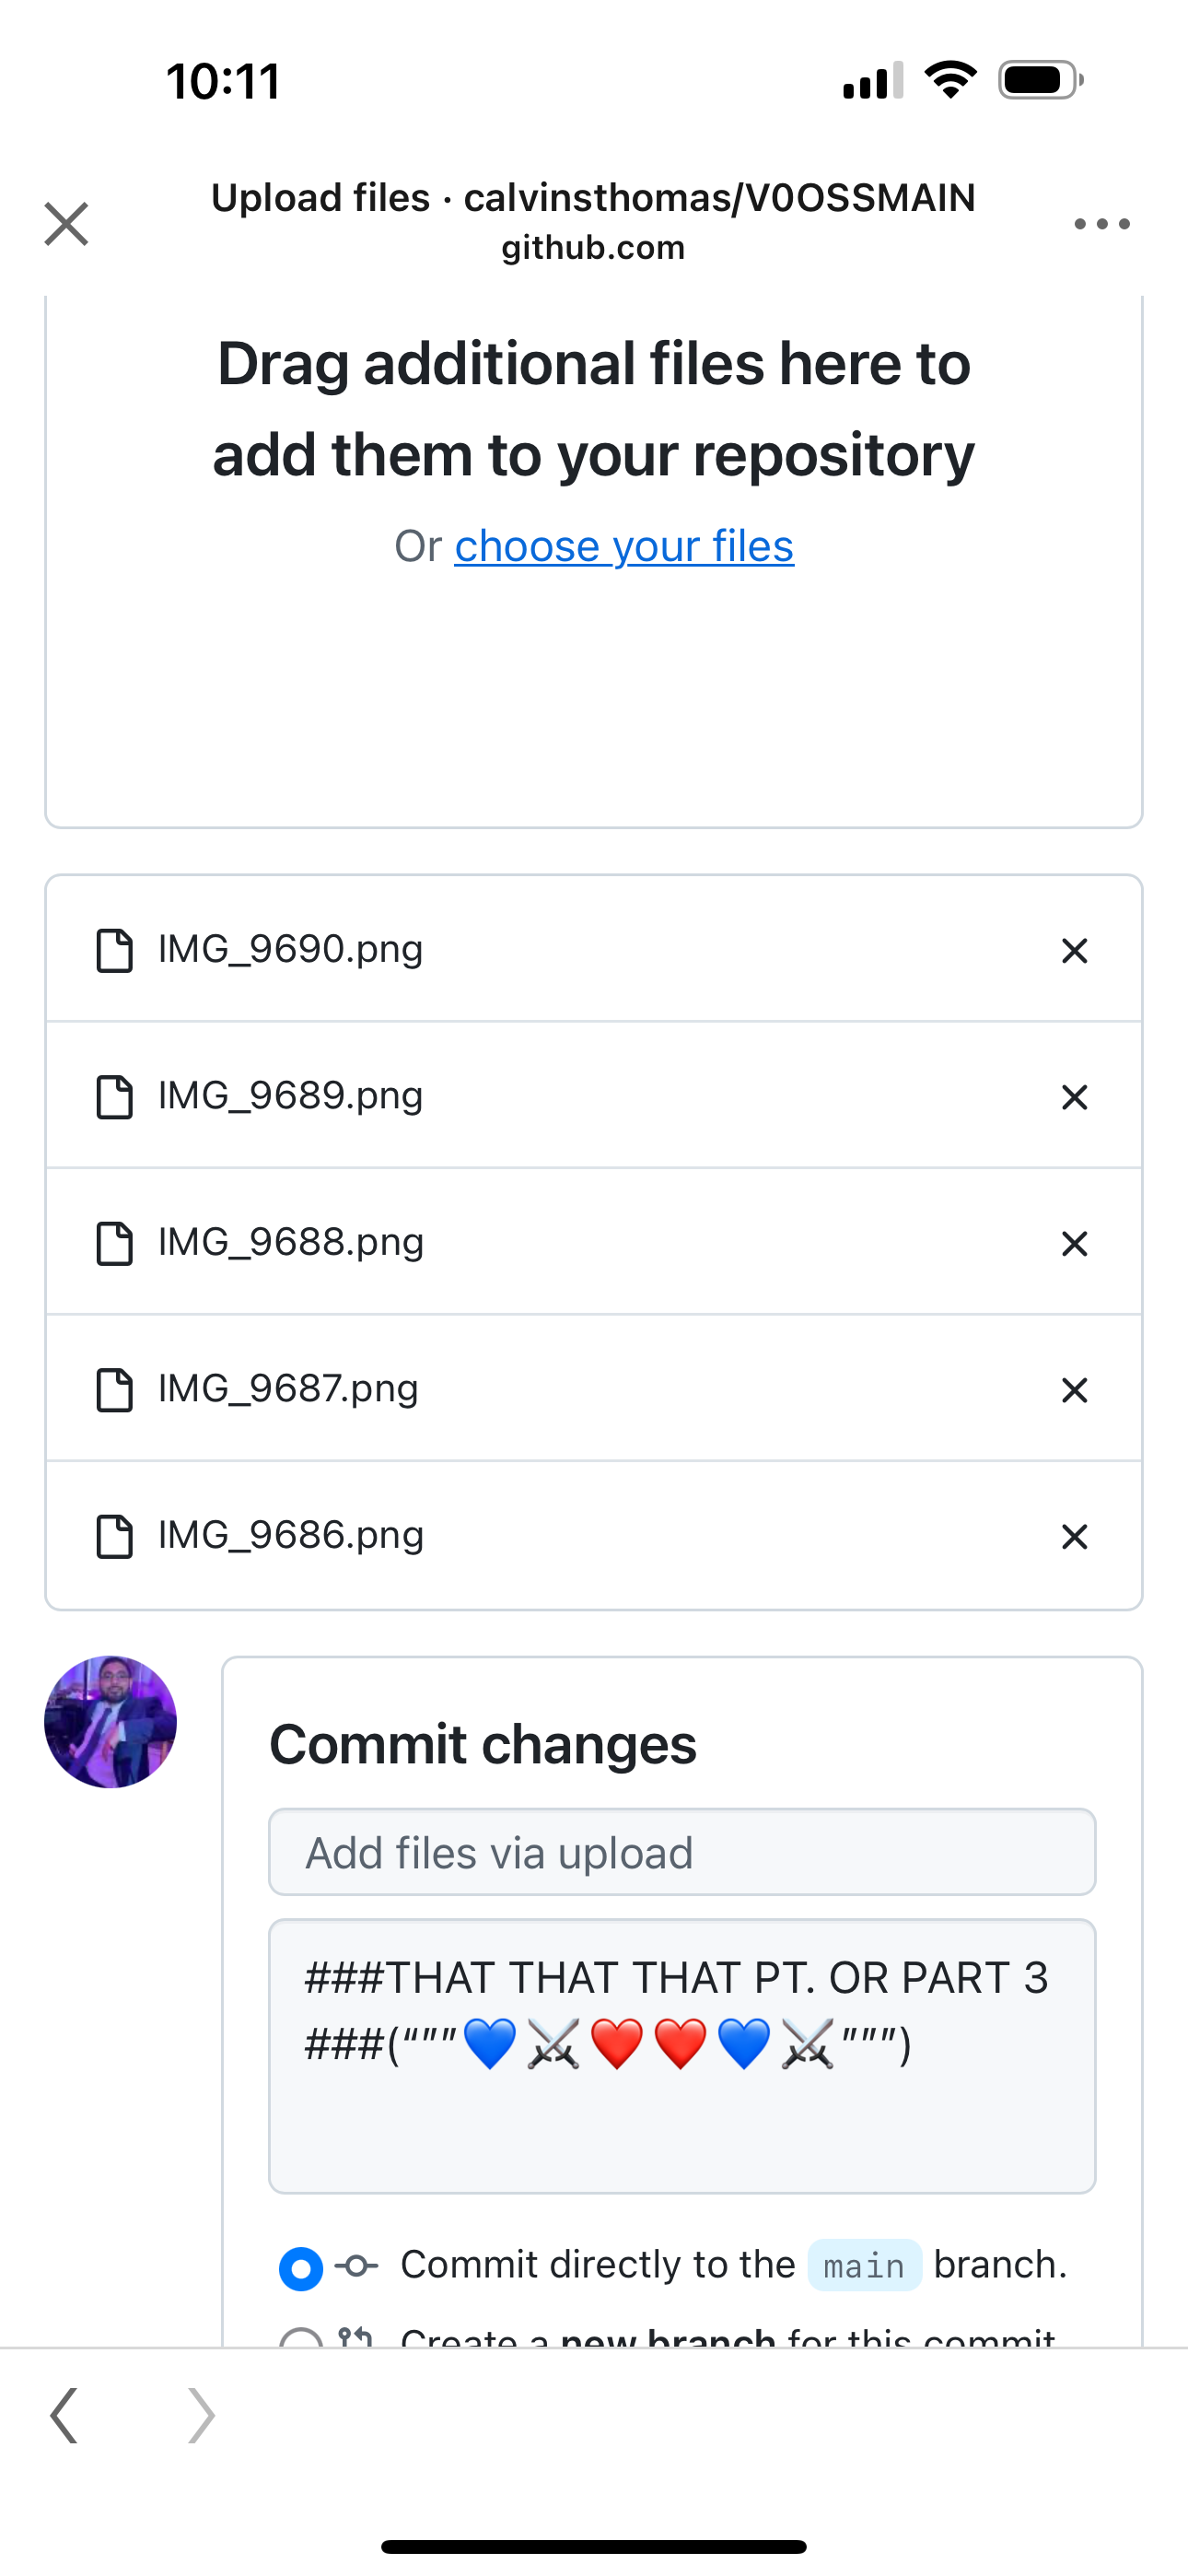 10:11
Upload files · calvinsthomas/V0OSSMAIN
github.com
Drag additional files here to
add them to your repository
Or choose your files
IMG_9690.png
IMG_9689.png
IMG_9688.png
IMG_9687.png
IMG_9686.png
Commit changes
Add files via upload
###THAT THAT THAT PT. OR PART 3
###(“””💙⚔️❤️❤️💙⚔️”””)
Commit directly to the main branch.
Create a new branch for this commit